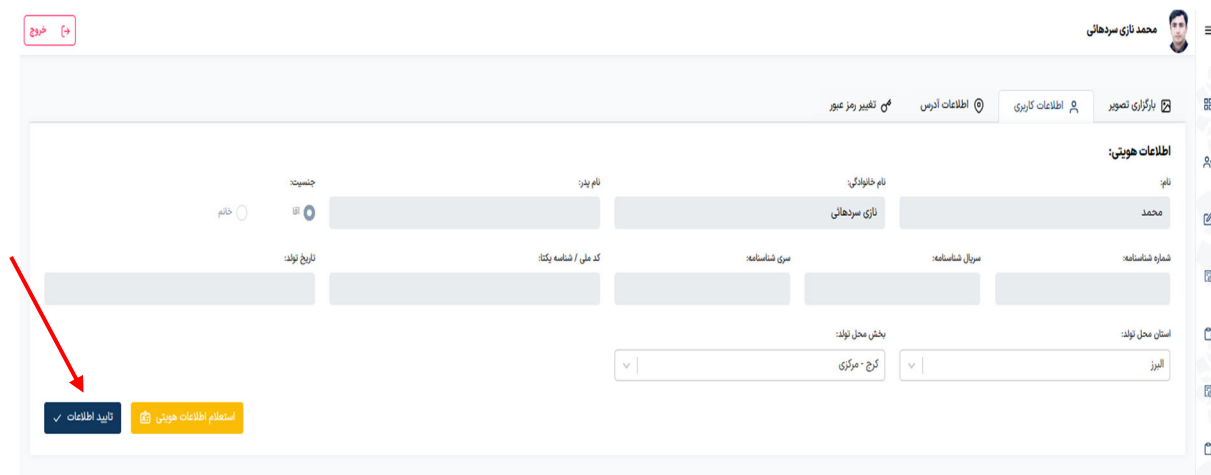 محمد نازی سردهائی
خروج
بارگزاری تصویر
اطلاعات کاربری
اطلاعات آدرس
تغییر رمز عبور
اطلاعات هویتی:
نام:
نام خانوادگی:
نام پدر:
جنسیت:
محمد
نازی سردهائی
آقا
خانم
شماره شناسنامه:
سریال شناسنامه:
سری شناسنامه:
کد ملی / شناسه یکتا:
تاریخ تولد:
استان محل تولد:
بخش محل تولد:
البرز
کرج - مرکزی
استعلام اطلاعات هویتی
تایید اطلاعات